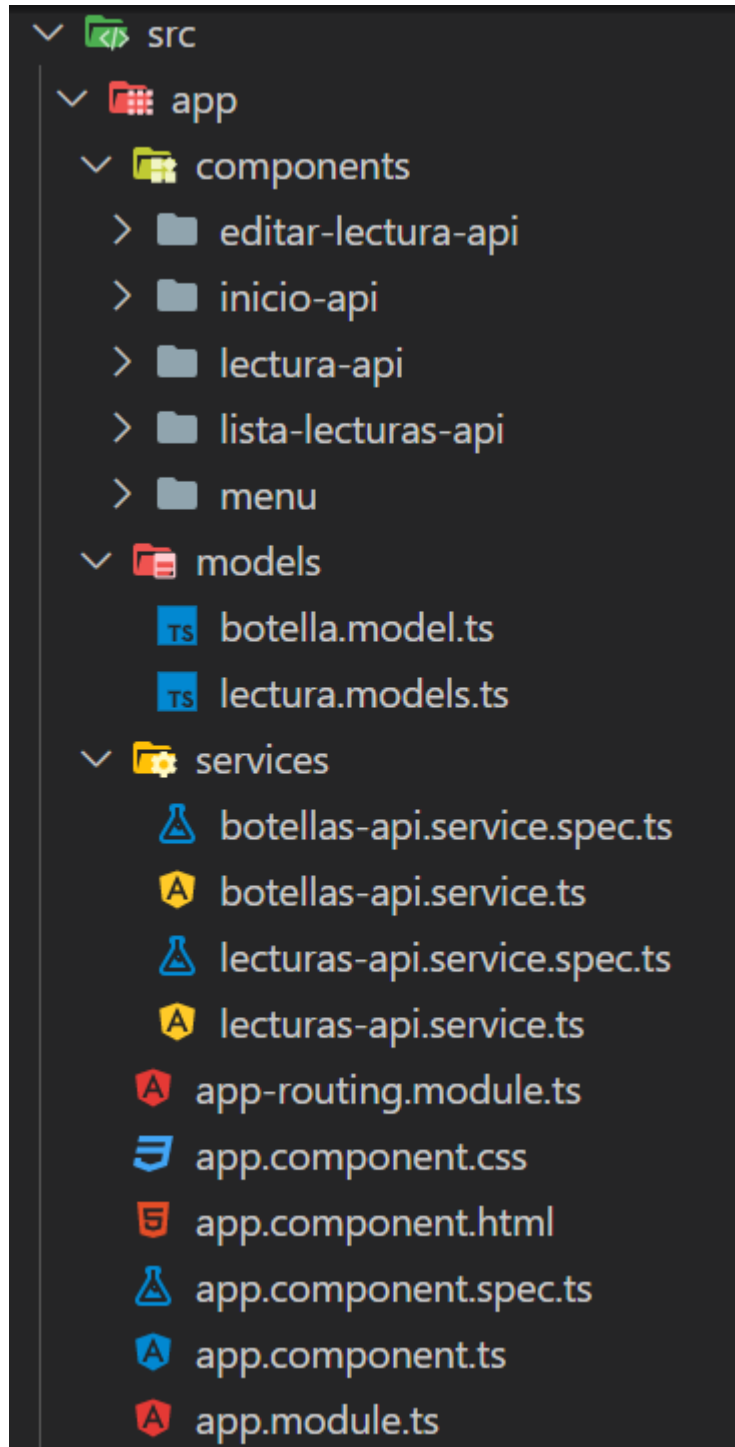 src
app
components
editar-lectura-api
inicio-api
lectura-api
lista-lecturas-api
menu
models
TS botella.model.ts
TS lectura.models.ts
services
botellas-api.service.spec.ts
botellas-api.service.ts
lecturas-api.service.spec.ts
lecturas-api.service.ts
app-routing.module.ts
app.component.css
app.component.html
app.component.spec.ts
app.component.ts
app.module.ts